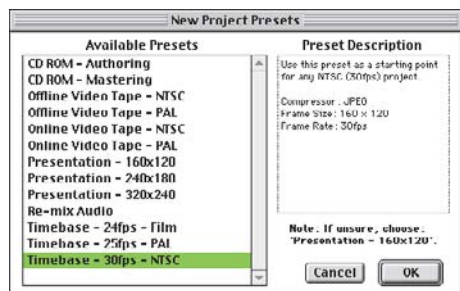 New Project Presets
Available Presets
CD ROM - Authoring
CD ROM - Mastering
Offline Video Tape - NTSC
Offline Video Tape - PAL
Online Video Tape - NTSC
Online Video Tape - PAL
Presentation - 160x120
Presentation - 240x180
Presentation - 320x240
Re-mix Audio
Timebase - 24fps - Film
Timebase - 25fps - PAL
Timebase - 30fps - NTSC
Preset Description
Use this preset as a starting point
for any NTSC (30fps) project.
Compressor : JPEG
Frame Size : 160 x 120
Frame Rate : 30fps
Note: If unsure, choose:
"Presentation - 160x120".
Cancel
OK